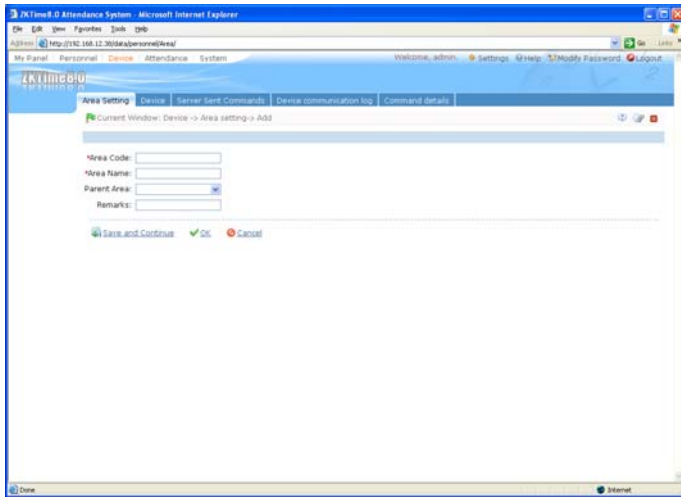 ZKTime8.0 Attendance System - Microsoft Internet Explorer
File Edit View Favorites Tools Help
Address http://192.168.12.30/data/personnel/Area/ Go Links
My Panel Personnel Device Attendance System Welcome, admin. Settings Help Modify Password Logout
ZKTime8.0
Area Setting Device Server Sent Commands Device communication log Command details
Current Window: Device -> Area setting-> Add
*Area Code:
*Area Name:
Parent Area:
Remarks:
Save and Continue OK Cancel
Done Internet